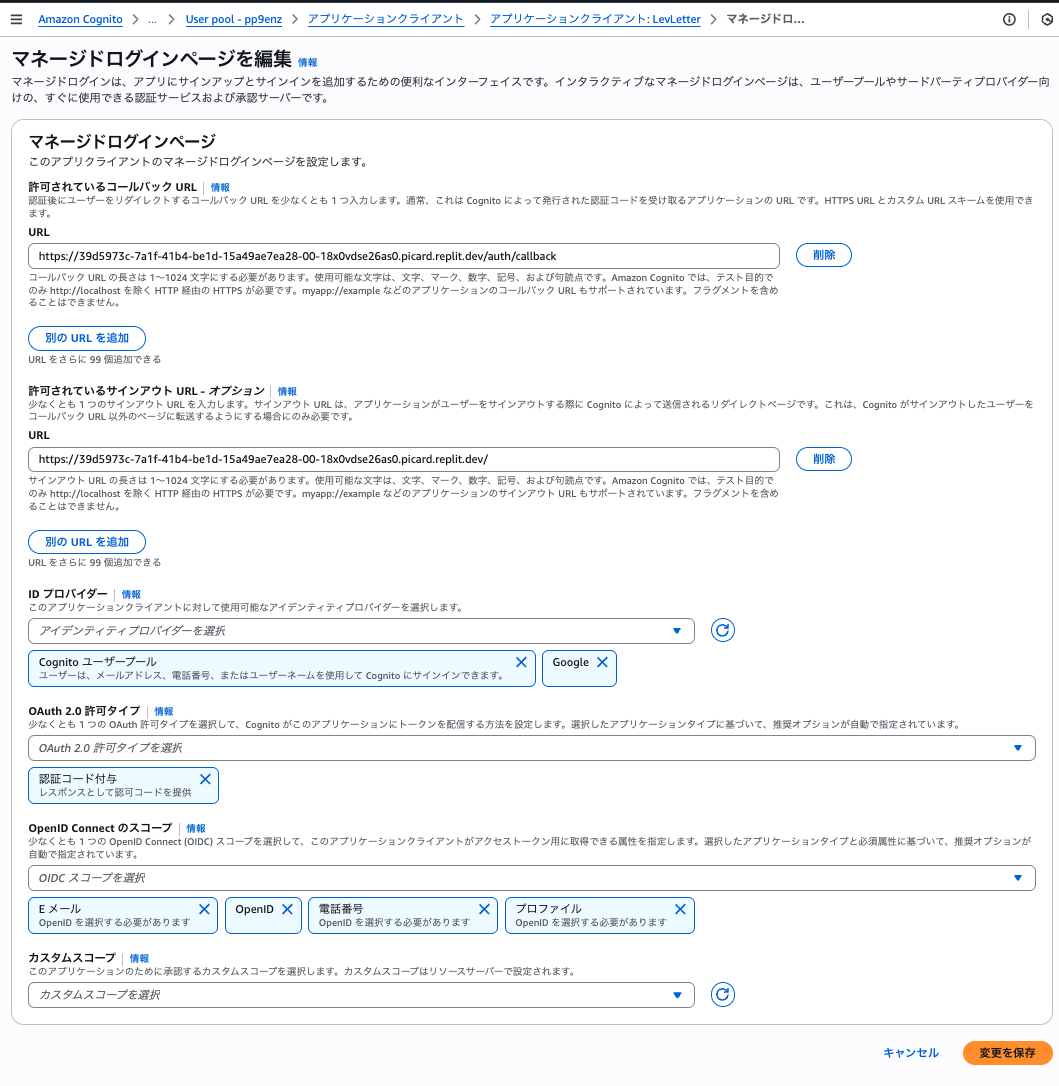 Amazon Cognito > ... > User pool - pp9enz > アプリケーションクライアント > アプリケーションクライアント: LevLetter > マネージドロ...
マネージドログインページを編集 情報
マネージドログインは、アプリにサインアップとサインインを追加するための便利なインターフェイスです。インタラクティブなマネージドログインページは、ユーザープールやサードパーティプロバイダー向
けの、すぐに使用できる認証サービスおよび承認サーバーです。
マネージドログインページ
このアプリクライアントのマネージドログインページを設定します。
許可されているコールバック URL 情報
認証後にユーザーをリダイレクトするコールバック URL を少なくとも 1 つ入力します。通常、これは Cognito によって発行された認証コードを受け取るアプリケーションの URL です。HTTPS URL とカスタム URL スキームを使用でき
ます。
URL
https://39d5973c-7a1f-41b4-be1d-15a49ae7ea28-00-18x0vdse26as0.picard.replit.dev/auth/callback 削除
コールバック URL の長さは 1～1024 文字にする必要があります。使用可能な文字は、文字、マーク、数字、記号、および句読点です。Amazon Cognito では、テスト目的で
のみ http://localhost を除く HTTP 経由の HTTPS が必要です。myapp://example などのアプリケーションのコールバック URL もサポートされています。フラグメントを含め
ることはできません。
別の URL を追加
URL をさらに 99 個追加できる
許可されているサインアウト URL - オプション 情報
少なくとも 1 つのサインアウト URL を入力します。サインアウト URL は、アプリケーションがユーザーをサインアウトする際に Cognito によって送信されるリダイレクトページです。これは、Cognito がサインアウトしたユーザーを
コールバック URL 以外のページに転送するようにする場合にのみ必要です。
URL
https://39d5973c-7a1f-41b4-be1d-15a49ae7ea28-00-18x0vdse26as0.picard.replit.dev/ 削除
サインアウト URL の長さは 1～1024 文字にする必要があります。使用可能な文字は、文字、マーク、数字、記号、および句読点です。Amazon Cognito では、テスト目的で
のみ http://localhost を除く HTTP 経由の HTTPS が必要です。myapp://example などのアプリケーションのサインアウト URL もサポートされています。フラグメントを含め
ることはできません。
別の URL を追加
URL をさらに 99 個追加できる
ID プロバイダー 情報
このアプリケーションクライアントに対して使用可能なアイデンティティプロバイダーを選択します。
アイデンティティプロバイダーを選択
Cognito ユーザープール
ユーザーは、メールアドレス、電話番号、またはユーザーネームを使用して Cognito にサインインできます。
Google
OAuth 2.0 許可タイプ 情報
少なくとも 1 つの OAuth 許可タイプを選択して、Cognito がこのアプリケーションにトークンを配信する方法を設定します。選択したアプリケーションタイプに基づいて、推奨オプションが自動で指定されています。
OAuth 2.0 許可タイプを選択
認証コード付与
レスポンスとして認可コードを提供
OpenID Connect のスコープ 情報
少なくとも 1 つの OpenID Connect (OIDC) スコープを選択して、このアプリケーションクライアントがアクセストークン用に取得できる属性を指定します。選択したアプリケーションタイプと必須属性に基づいて、推奨オプションが
自動で指定されています。
OIDC スコープを選択
E メール
OpenID を選択する必要があります
OpenID
電話番号
OpenID を選択する必要があります
プロファイル
OpenID を選択する必要があります
カスタムスコープ 情報
このアプリケーションのために承認するカスタムスコープを選択します。カスタムスコープはリソースサーバーで設定されます。
カスタムスコープを選択
キャンセル 変更を保存